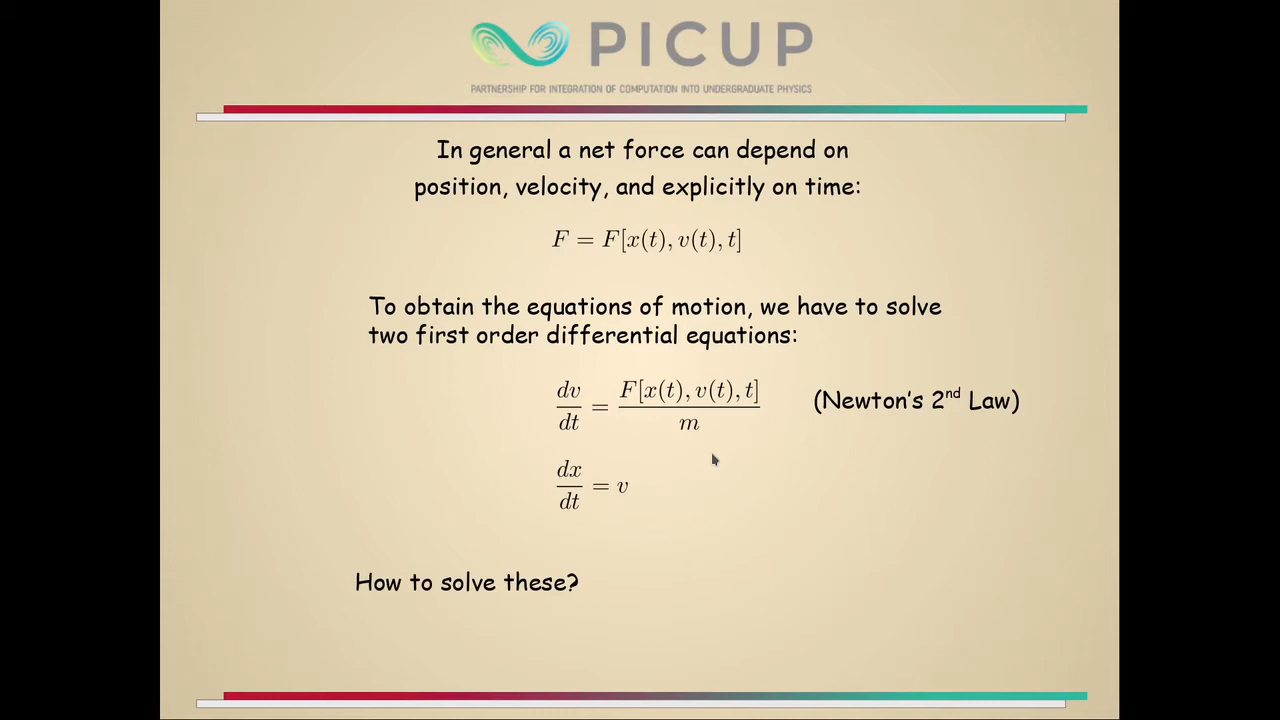 PICUP
PARTNERSHIP FOR INTEGRATION OF COMPUTATION INTO UNDERGRADUATE PHYSICS
In general a net force can depend on
position, velocity, and explicitly on time:
F = F[x(t), v(t), t]
To obtain the equations of motion, we have to solve
two first order differential equations:
dv/dt = F[x(t), v(t), t]/m (Newton's 2nd Law)
dx/dt = v
How to solve these?